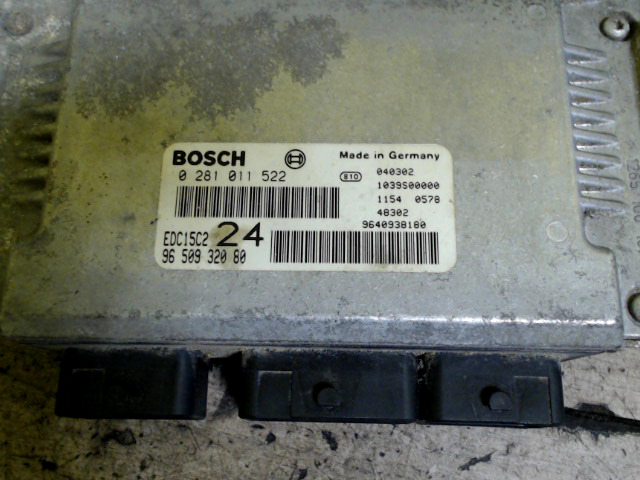 BOSCH
Made in Germany
0 281 011 522
B10
040302
1039S00000
1154 0578
48302
9640938180
EDC15C2 24
96 509 320 80